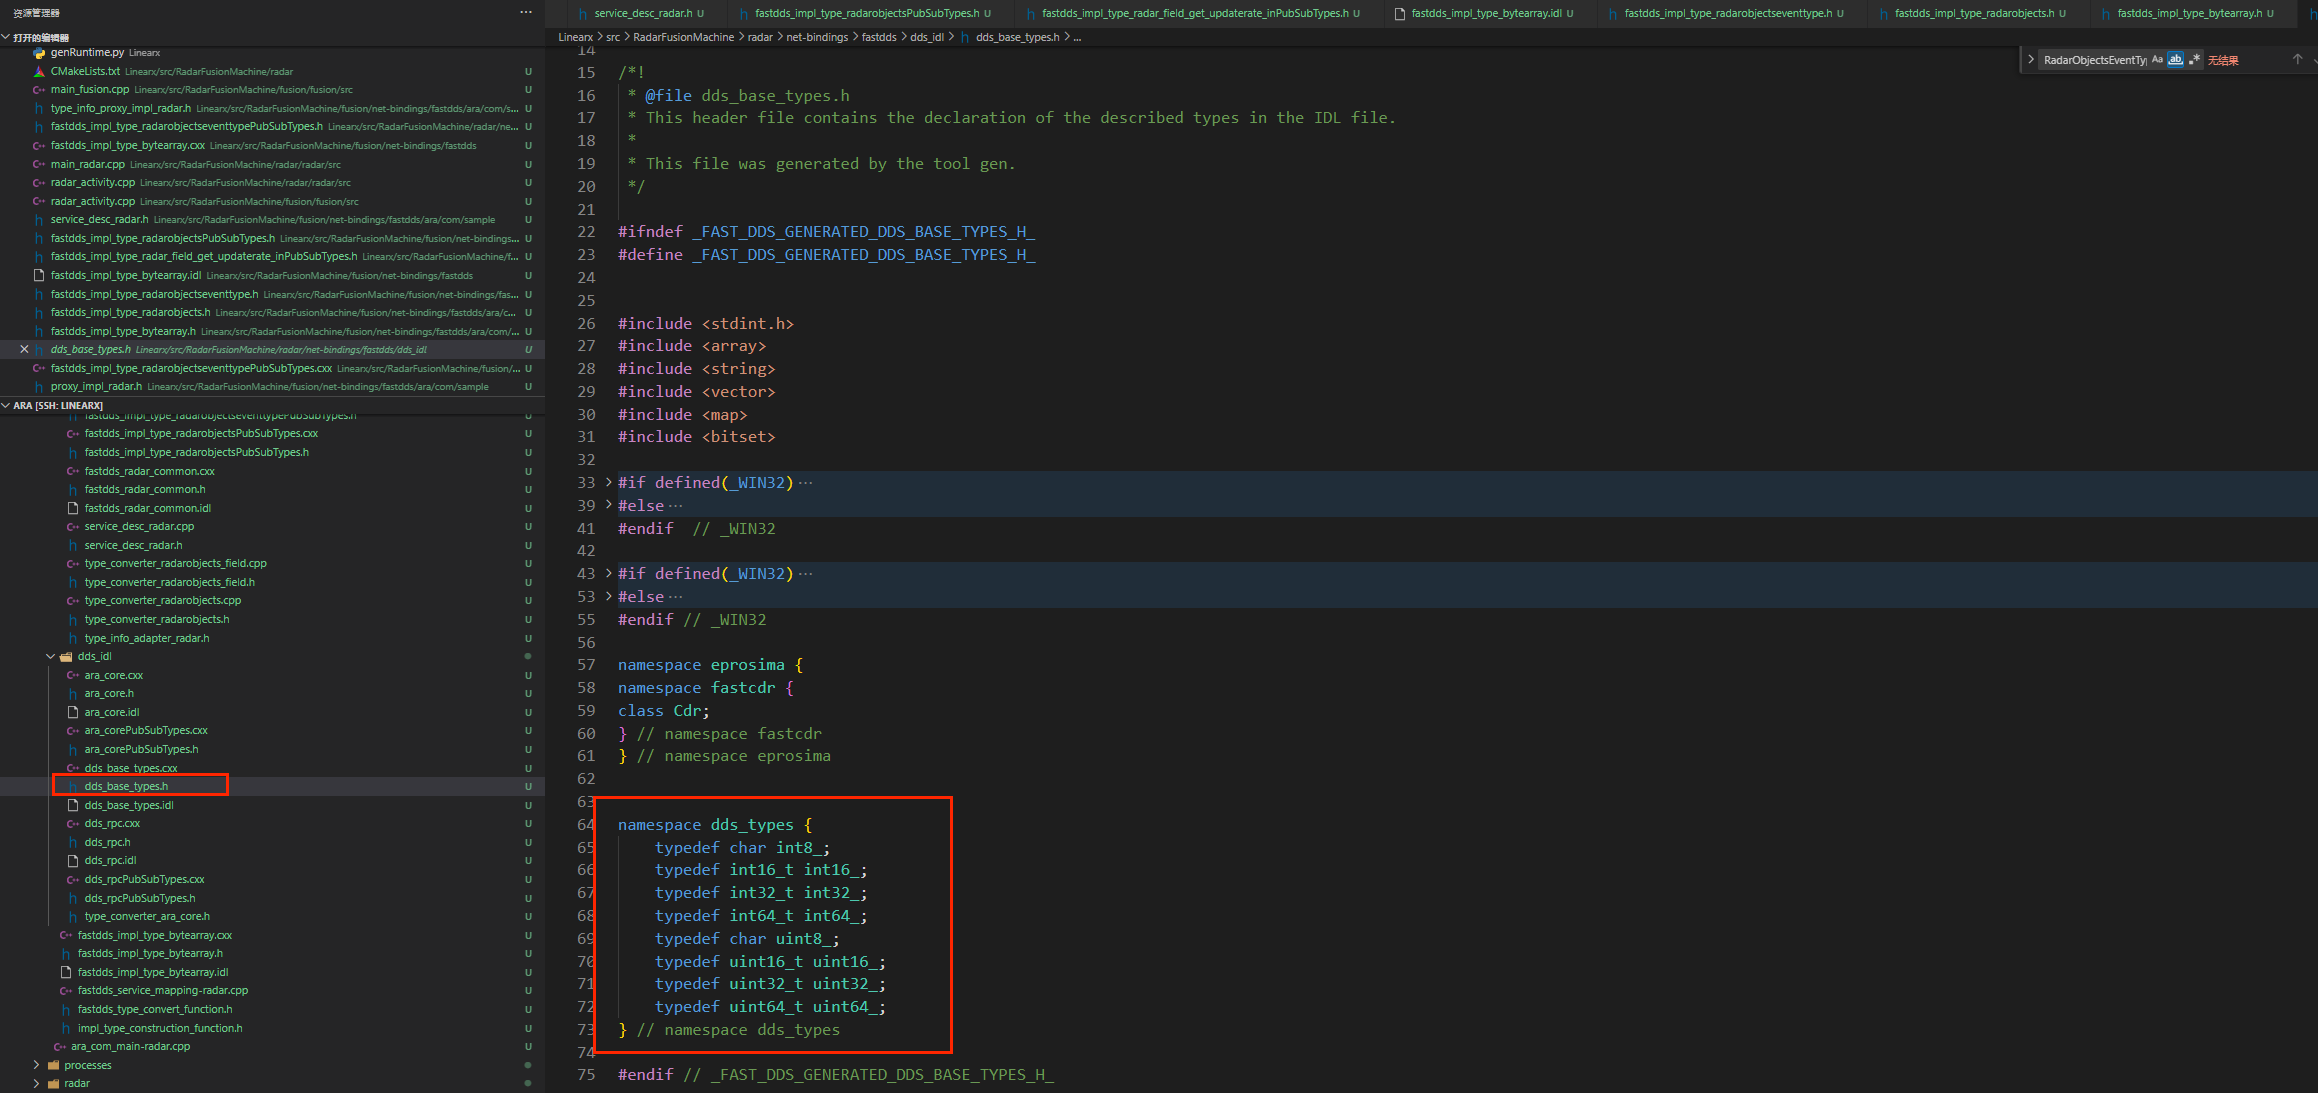 资源管理器 ···
打开的编辑器
genRuntime.py Linearx
CMakeLists.txt Linearx/src/RadarFusionMachine/radar U
main_fusion.cpp Linearx/src/RadarFusionMachine/fusion/fusion/src U
type_info_proxy_impl_radar.h Linearx/src/RadarFusionMachine/fusion/net-bindings/fastdds/ara/com/s... U
fastdds_impl_type_radarobjectseventtypePubSubTypes.h Linearx/src/RadarFusionMachine/radar/ne... U
fastdds_impl_type_bytearray.cxx Linearx/src/RadarFusionMachine/fusion/net-bindings/fastdds U
main_radar.cpp Linearx/src/RadarFusionMachine/radar/radar/src U
radar_activity.cpp Linearx/src/RadarFusionMachine/radar/radar/src U
radar_activity.cpp Linearx/src/RadarFusionMachine/fusion/fusion/src U
service_desc_radar.h Linearx/src/RadarFusionMachine/fusion/net-bindings/fastdds/ara/com/sample U
fastdds_impl_type_radarobjectsPubSubTypes.h Linearx/src/RadarFusionMachine/fusion/net-bindings... U
fastdds_impl_type_radar_field_get_updaterate_inPubSubTypes.h Linearx/src/RadarFusionMachine/f... U
fastdds_impl_type_bytearray.idl Linearx/src/RadarFusionMachine/fusion/net-bindings/fastdds U
fastdds_impl_type_radarobjectseventtype.h Linearx/src/RadarFusionMachine/fusion/net-bindings/fas... U
fastdds_impl_type_radarobjects.h Linearx/src/RadarFusionMachine/fusion/net-bindings/fastdds/ara/c... U
fastdds_impl_type_bytearray.h Linearx/src/RadarFusionMachine/fusion/net-bindings/fastdds/ara/com/... U
dds_base_types.h Linearx/src/RadarFusionMachine/radar/net-bindings/fastdds/dds_idl U
fastdds_impl_type_radarobjectseventtypePubSubTypes.cxx Linearx/src/RadarFusionMachine/fusion/... U
proxy_impl_radar.h Linearx/src/RadarFusionMachine/fusion/net-bindings/fastdds/ara/com/sample U
ARA [SSH: LINEARX]
fastdds_impl_type_radarobjectseventtypePubSubTypes.h U
fastdds_impl_type_radarobjectsPubSubTypes.cxx U
fastdds_impl_type_radarobjectsPubSubTypes.h U
fastdds_radar_common.cxx U
fastdds_radar_common.h U
fastdds_radar_common.idl U
service_desc_radar.cpp U
service_desc_radar.h U
type_converter_radarobjects_field.cpp U
type_converter_radarobjects_field.h U
type_converter_radarobjects.cpp U
type_converter_radarobjects.h U
type_info_adapter_radar.h U
dds_idl
ara_core.cxx U
ara_core.h U
ara_core.idl U
ara_corePubSubTypes.cxx U
ara_corePubSubTypes.h U
dds_base_types.cxx U
dds_base_types.h U
dds_base_types.idl U
dds_rpc.cxx U
dds_rpc.h U
dds_rpc.idl U
dds_rpcPubSubTypes.cxx U
dds_rpcPubSubTypes.h U
type_converter_ara_core.h U
fastdds_impl_type_bytearray.cxx U
fastdds_impl_type_bytearray.h U
fastdds_impl_type_bytearray.idl U
fastdds_service_mapping-radar.cpp U
fastdds_type_convert_function.h U
impl_type_construction_function.h U
ara_com_main-radar.cpp U
processes
radar
service_desc_radar.h U fastdds_impl_type_radarobjectsPubSubTypes.h U fastdds_impl_type_radar_field_get_updaterate_inPubSubTypes.h U fastdds_impl_type_bytearray.idl U fastdds_impl_type_radarobjectseventtype.h U fastdds_impl_type_radarobjects.h U fastdds_impl_type_bytearray.h U
Linearx > src > RadarFusionMachine > radar > net-bindings > fastdds > dds_idl > dds_base_types.h > ...
RadarObjectsEventTy Aa ab .* 无结果
14
15 /*!
16 * @file dds_base_types.h
17 * This header file contains the declaration of the described types in the IDL file.
18 *
19 * This file was generated by the tool gen.
20 */
21
22 #ifndef _FAST_DDS_GENERATED_DDS_BASE_TYPES_H_
23 #define _FAST_DDS_GENERATED_DDS_BASE_TYPES_H_
24
25
26 #include <stdint.h>
27 #include <array>
28 #include <string>
29 #include <vector>
30 #include <map>
31 #include <bitset>
32
33 #if defined(_WIN32) ···
39 #else ···
41 #endif // _WIN32
42
43 #if defined(_WIN32) ···
53 #else ···
55 #endif // _WIN32
56
57 namespace eprosima {
58 namespace fastcdr {
59 class Cdr;
60 } // namespace fastcdr
61 } // namespace eprosima
62
63
64 namespace dds_types {
65 typedef char int8_;
66 typedef int16_t int16_;
67 typedef int32_t int32_;
68 typedef int64_t int64_;
69 typedef char uint8_;
70 typedef uint16_t uint16_;
71 typedef uint32_t uint32_;
72 typedef uint64_t uint64_;
73 } // namespace dds_types
74
75 #endif // _FAST_DDS_GENERATED_DDS_BASE_TYPES_H_